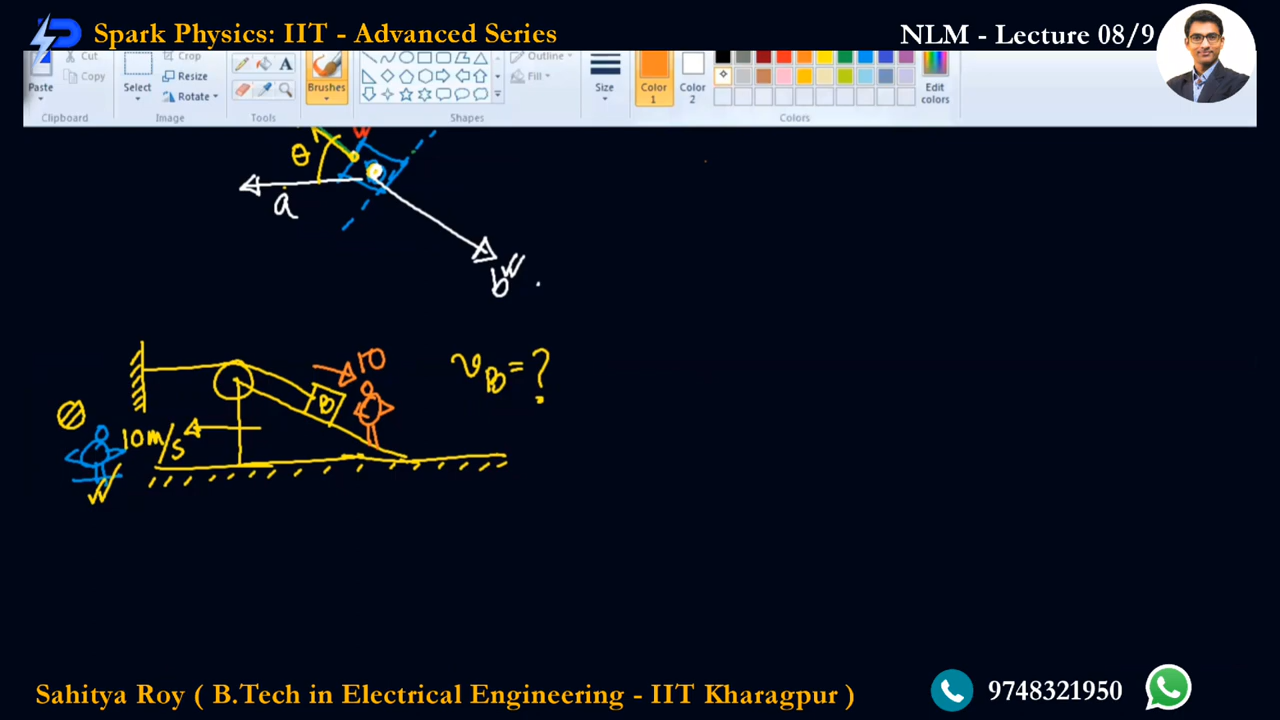 Spark Physics: IIT - Advanced Series
NLM - Lecture 08/9
Paste
Cut
Copy
Clipboard
Select
Crop
Resize
Rotate
Image
A
Tools
Brushes
Outline
Fill
Shapes
Size
Color 1
Color 2
Edit colors
Colors
θ
a
b
10
B
v_B = ?
10m/s
Sahitya Roy ( B.Tech in Electrical Engineering - IIT Kharagpur )
9748321950